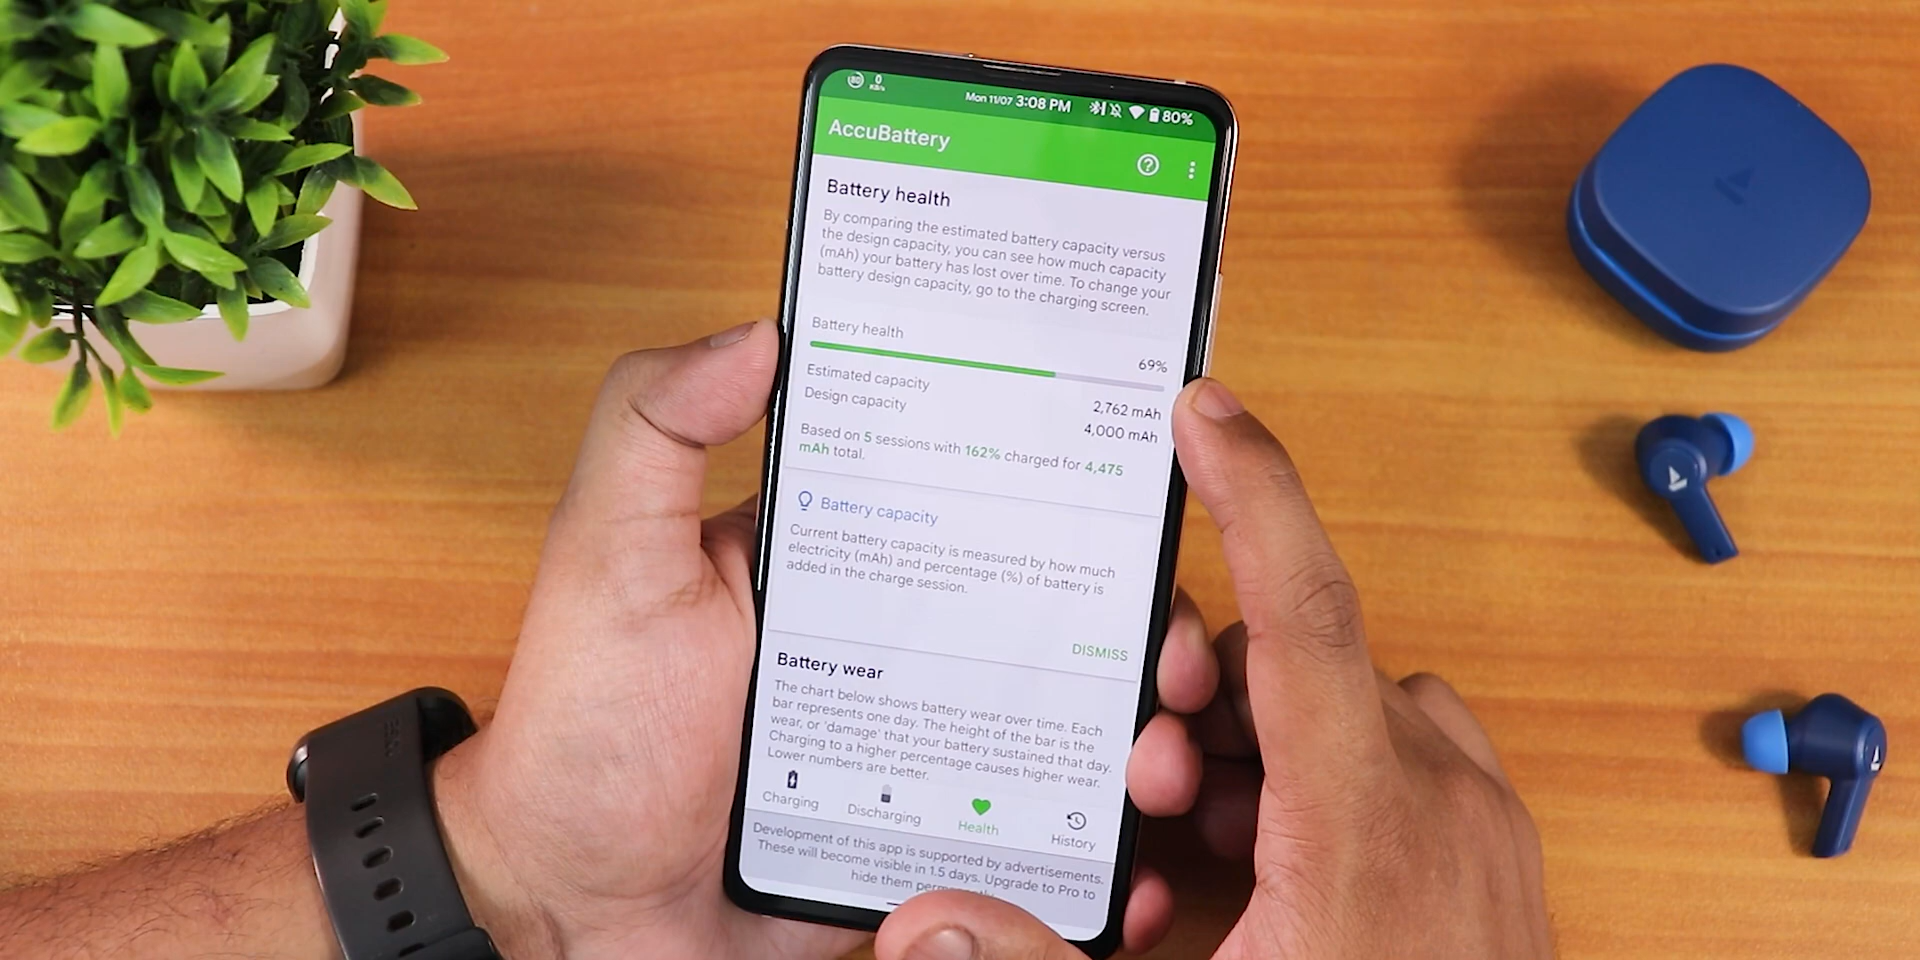 80
0
KB/s
Mon 11/07 3:08 PM
80%
AccuBattery
Battery health
By comparing the estimated battery capacity versus
the design capacity, you can see how much capacity
(mAh) your battery has lost over time. To change your
battery design capacity, go to the charging screen.
Battery health
69%
Estimated capacity 2,762 mAh
Design capacity 4,000 mAh
Based on 5 sessions with 162% charged for 4,475
mAh total.
Battery capacity
Current battery capacity is measured by how much
electricity (mAh) and percentage (%) of battery is
added in the charge session.
DISMISS
Battery wear
The chart below shows battery wear over time. Each
bar represents one day. The height of the bar is the
wear, or 'damage' that your battery sustained that day.
Charging to a higher percentage causes higher wear.
Lower numbers are better.
Charging Discharging Health History
Development of this app is supported by advertisements.
These will become visible in 1.5 days. Upgrade to Pro to
hide them